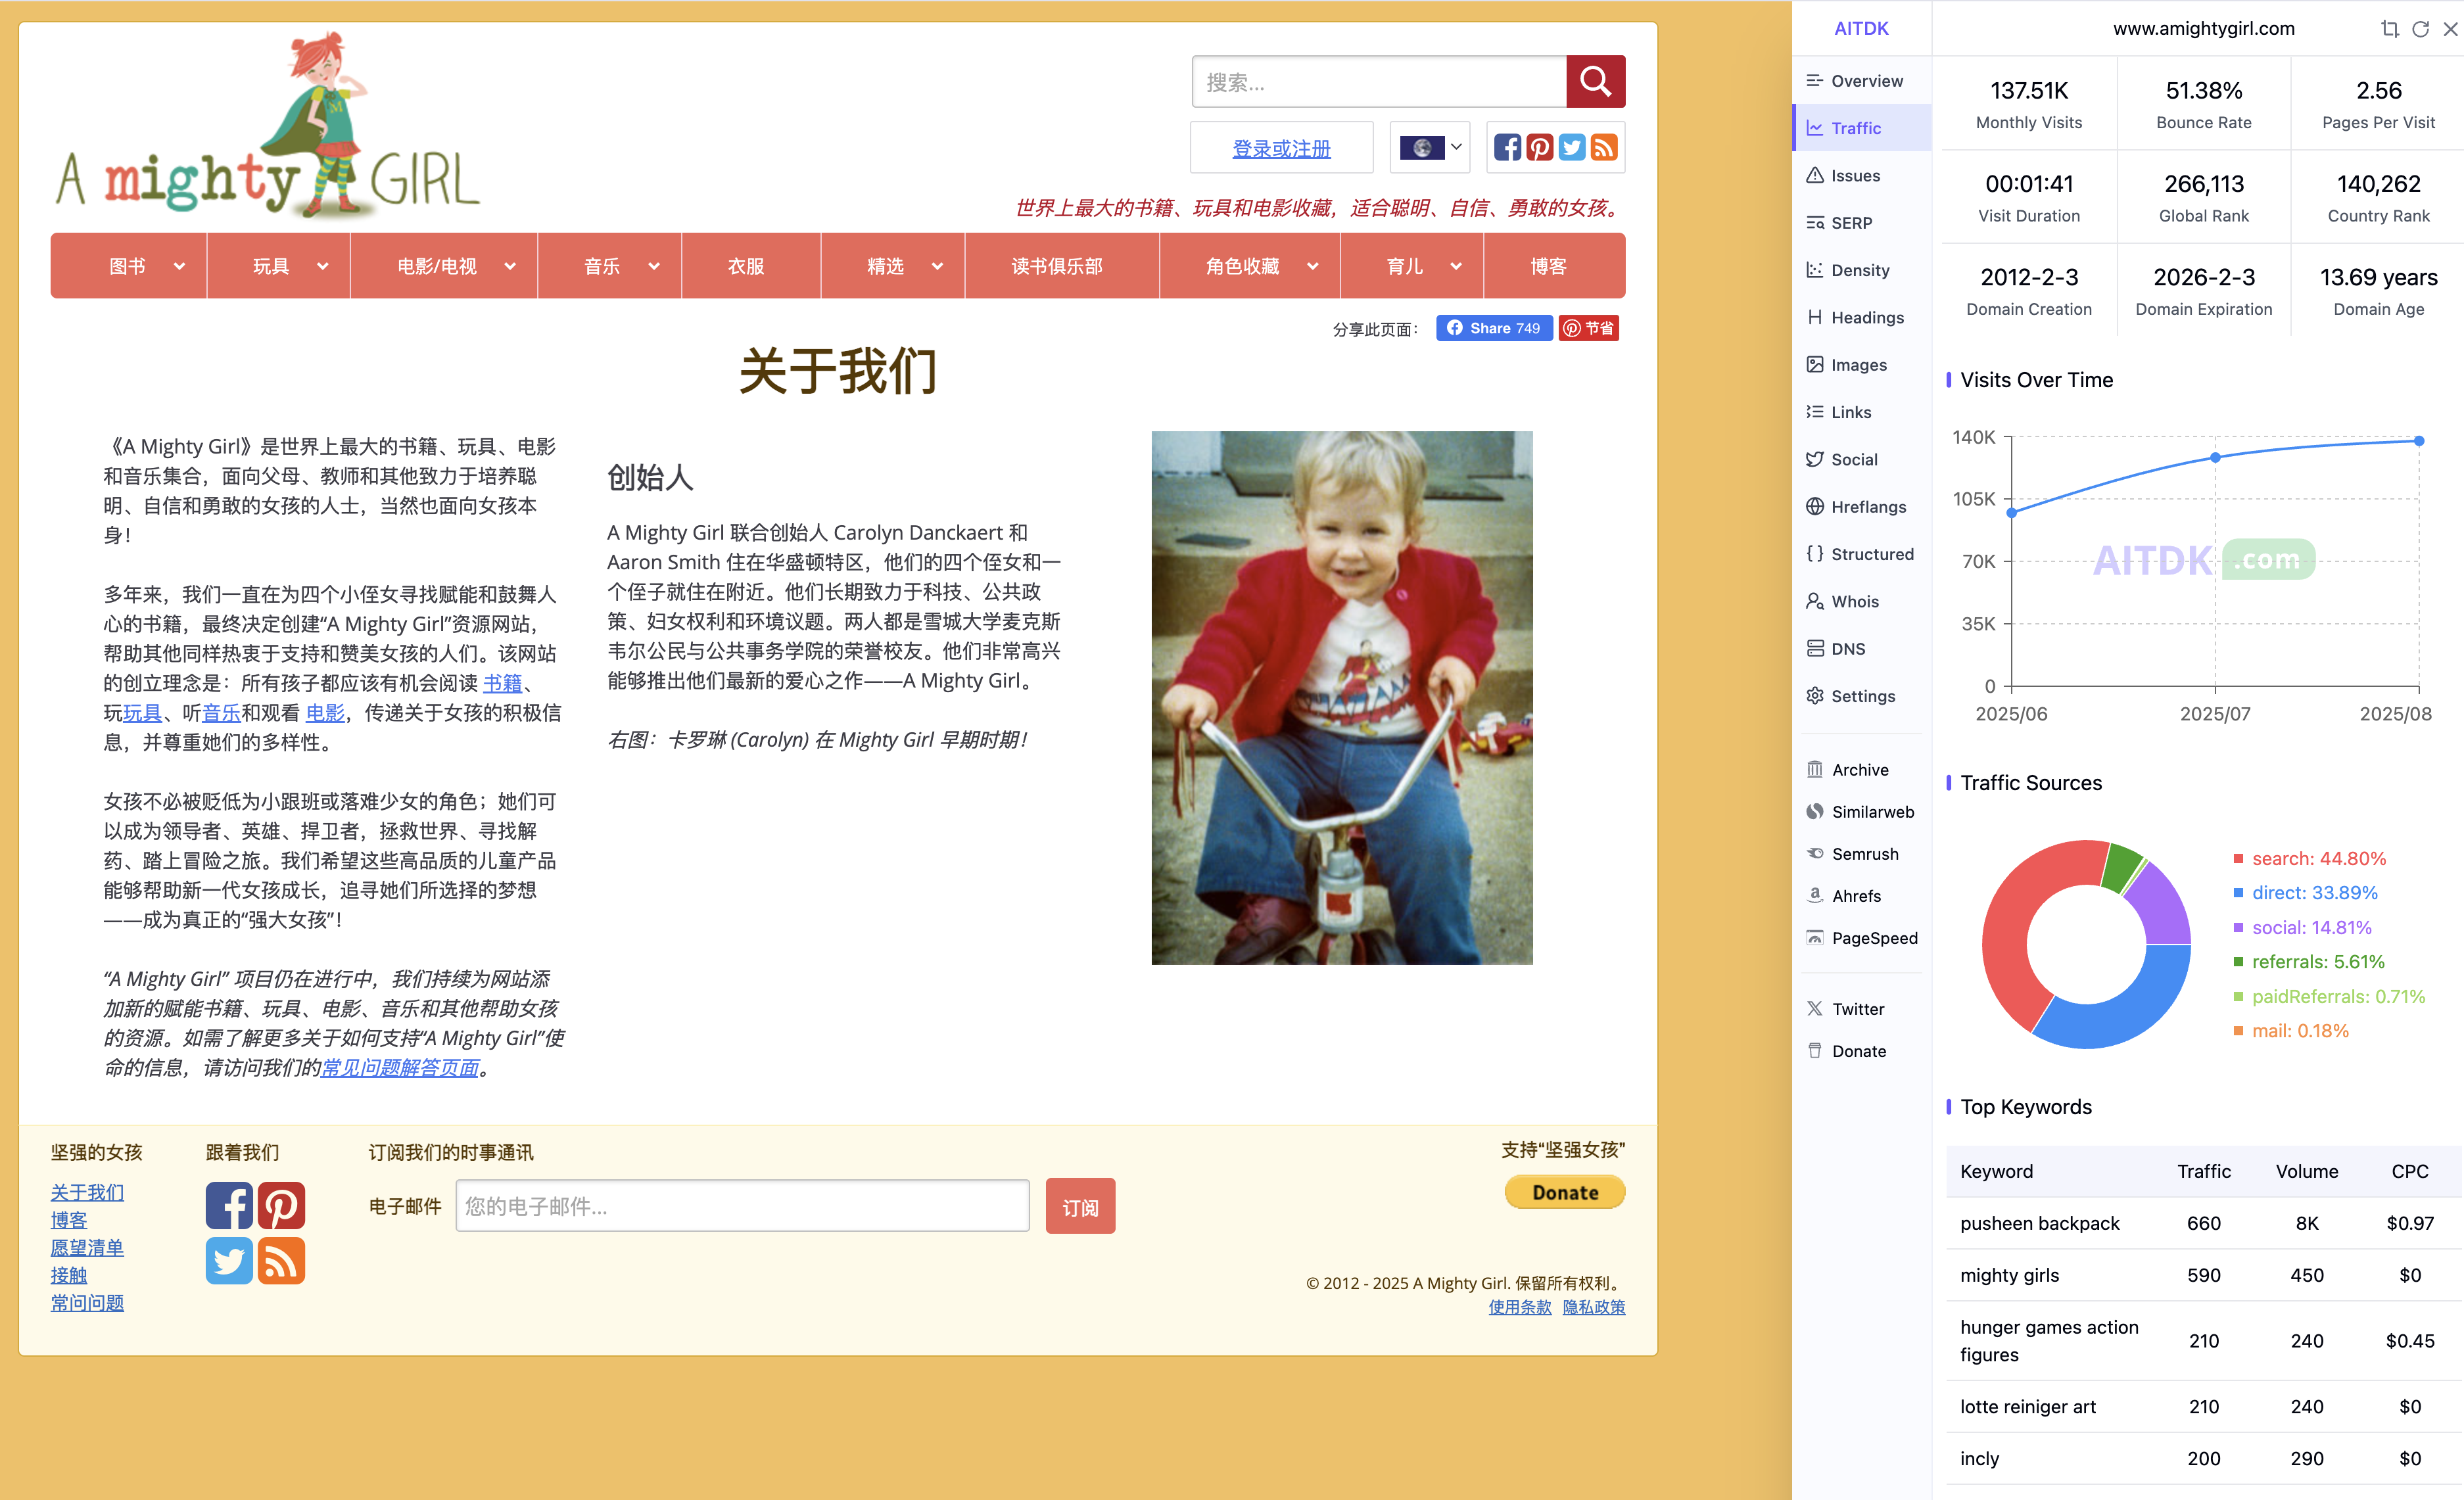 A mighty GIRL
M
搜索...
登录或注册
世界上最大的书籍、玩具和电影收藏，适合聪明、自信、勇敢的女孩。
图书
玩具
电影/电视
音乐
衣服
精选
读书俱乐部
角色收藏
育儿
博客
分享此页面：
Share 749
节省
关于我们
《A Mighty Girl》是世界上最大的书籍、玩具、电影
和音乐集合，面向父母、教师和其他致力于培养聪
明、自信和勇敢的女孩的人士，当然也面向女孩本
身！
多年来，我们一直在为四个小侄女寻找赋能和鼓舞人
心的书籍，最终决定创建“A Mighty Girl”资源网站，
帮助其他同样热衷于支持和赞美女孩的人们。该网站
的创立理念是：所有孩子都应该有机会阅读 书籍、
玩玩具、听音乐和观看 电影，传递关于女孩的积极信
息，并尊重她们的多样性。
女孩不必被贬低为小跟班或落难少女的角色；她们可
以成为领导者、英雄、捍卫者，拯救世界、寻找解
药、踏上冒险之旅。我们希望这些高品质的儿童产品
能够帮助新一代女孩成长，追寻她们所选择的梦想
——成为真正的“强大女孩”！
“A Mighty Girl” 项目仍在进行中，我们持续为网站添
加新的赋能书籍、玩具、电影、音乐和其他帮助女孩
的资源。如需了解更多关于如何支持“A Mighty Girl”使
命的信息，请访问我们的常见问题解答页面。
创始人
A Mighty Girl 联合创始人 Carolyn Danckaert 和
Aaron Smith 住在华盛顿特区，他们的四个侄女和一
个侄子就住在附近。他们长期致力于科技、公共政
策、妇女权利和环境议题。两人都是雪城大学麦克斯
韦尔公民与公共事务学院的荣誉校友。他们非常高兴
能够推出他们最新的爱心之作——A Mighty Girl。
右图：卡罗琳 (Carolyn) 在 Mighty Girl 早期时期！
坚强的女孩
关于我们
博客
愿望清单
接触
常问问题
跟着我们
订阅我们的时事通讯
电子邮件
您的电子邮件...
订阅
支持“坚强女孩”
Donate
© 2012 - 2025 A Mighty Girl. 保留所有权利。
使用条款 隐私政策
AITDK
www.amightygirl.com
Overview
Traffic
Issues
SERP
Density
Headings
Images
Links
Social
Hreflangs
Structured
Whois
DNS
Settings
Archive
Similarweb
Semrush
Ahrefs
PageSpeed
Twitter
Donate
137.51K
Monthly Visits
51.38%
Bounce Rate
2.56
Pages Per Visit
00:01:41
Visit Duration
266,113
Global Rank
140,262
Country Rank
2012-2-3
Domain Creation
2026-2-3
Domain Expiration
13.69 years
Domain Age
Visits Over Time
140K
105K
70K
35K
0
2025/06
2025/07
2025/08
AITDK .com
Traffic Sources
search: 44.80%
direct: 33.89%
social: 14.81%
referrals: 5.61%
paidReferrals: 0.71%
mail: 0.18%
Top Keywords
Keyword Traffic Volume CPC
pusheen backpack 660 8K $0.97
mighty girls 590 450 $0
hunger games action
figures 210 240 $0.45
lotte reiniger art 210 240 $0
incly 200 290 $0